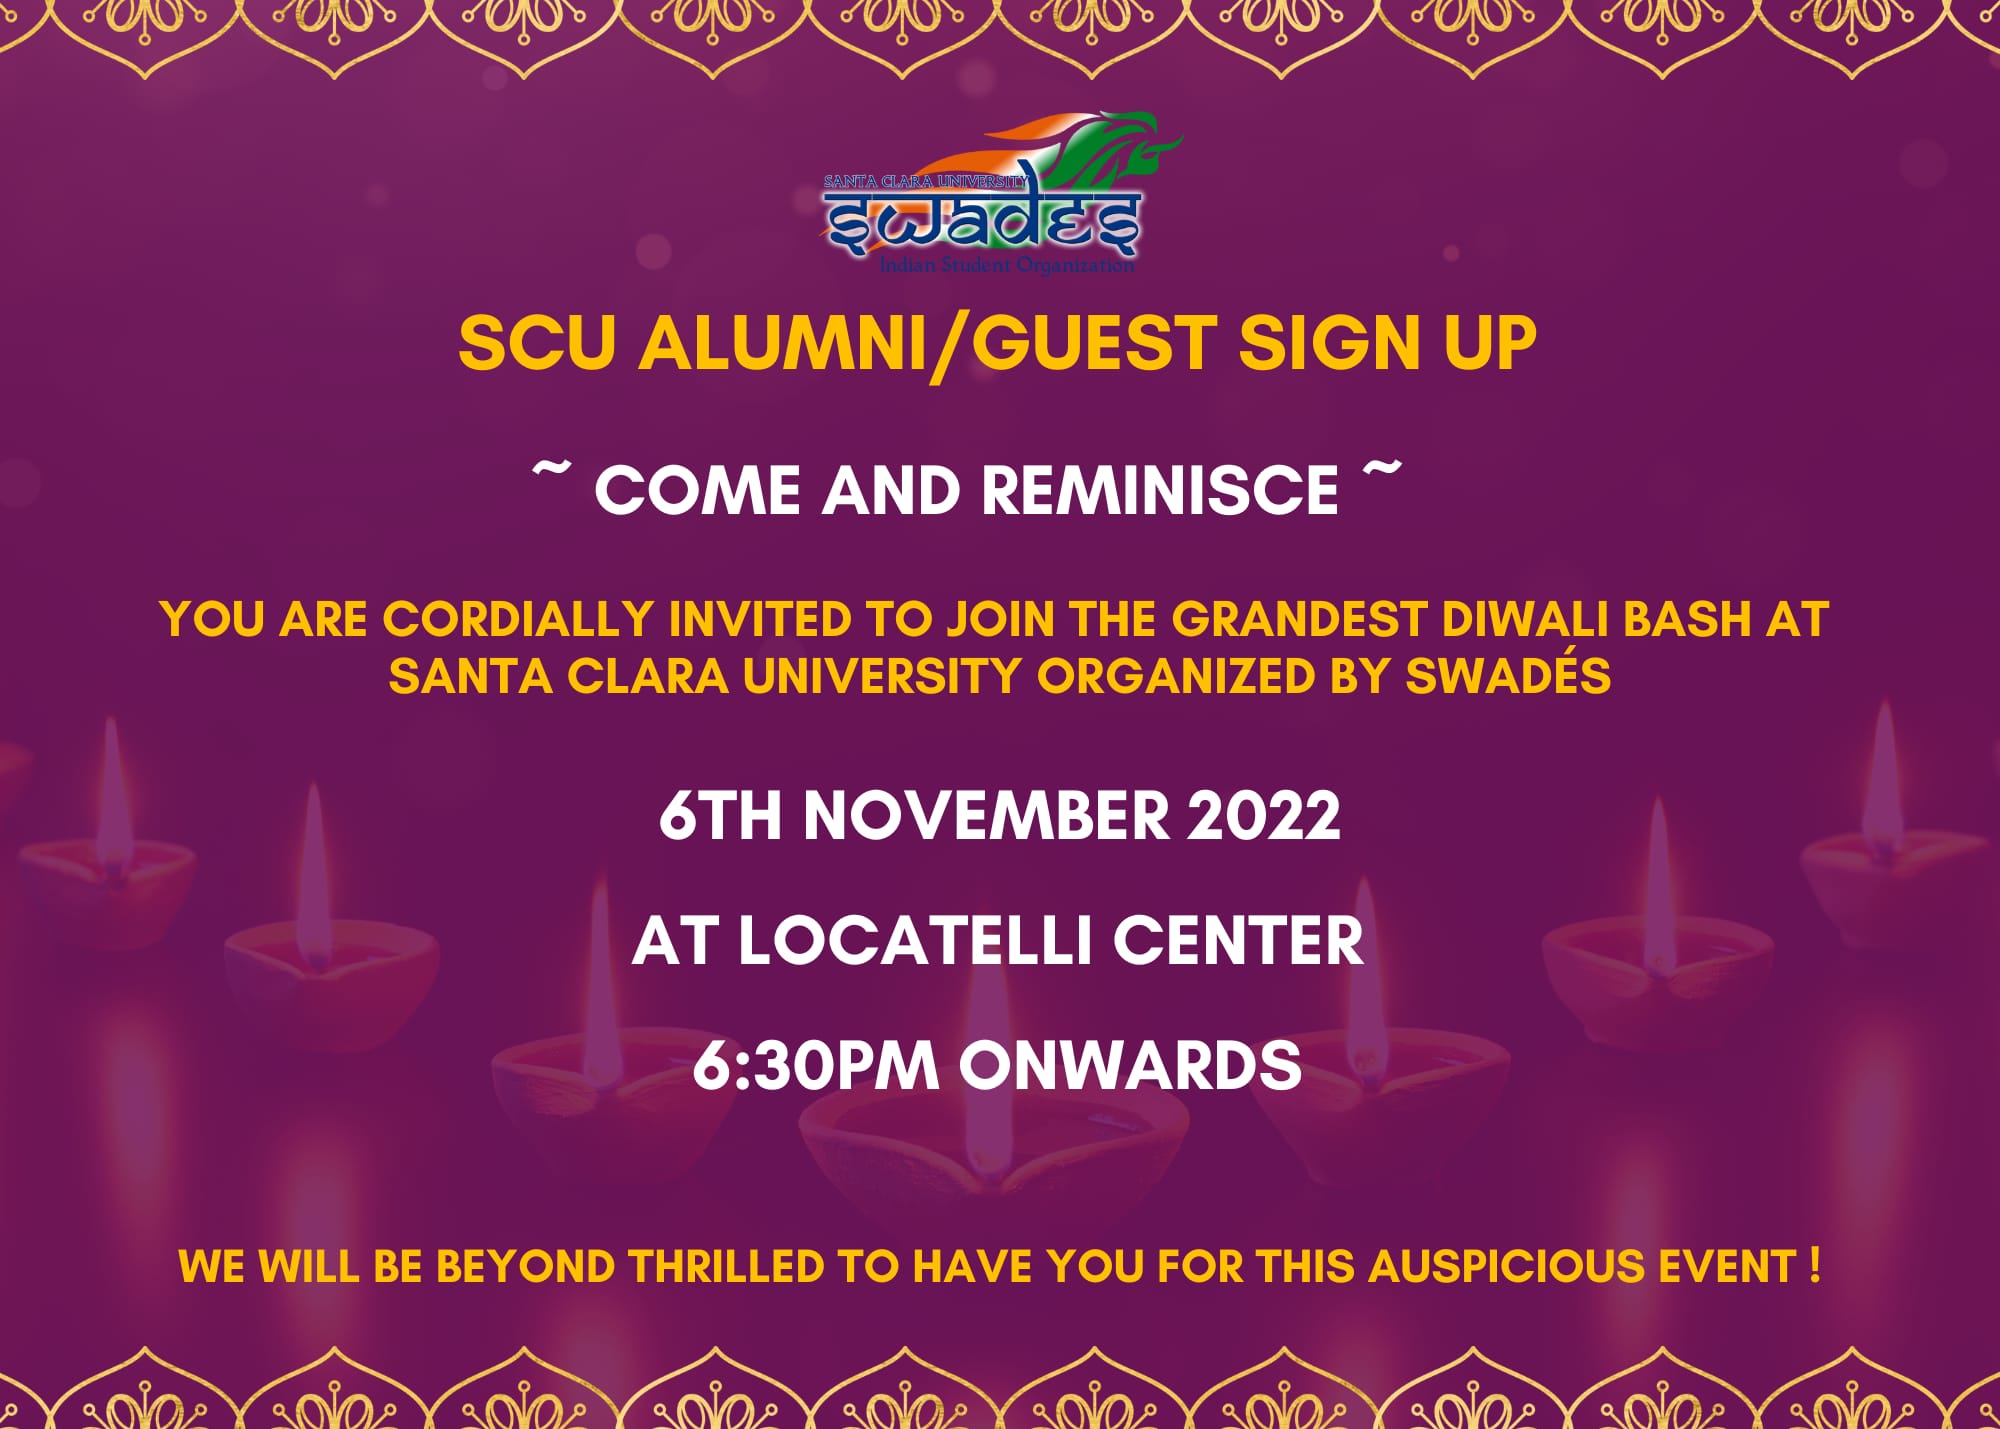 SANTA CLARA UNIVERSITY
swades
Indian Student Organization
SCU ALUMNI/GUEST SIGN UP
~ COME AND REMINISCE ~
YOU ARE CORDIALLY INVITED TO JOIN THE GRANDEST DIWALI BASH AT
SANTA CLARA UNIVERSITY ORGANIZED BY SWADÉS
6TH NOVEMBER 2022
AT LOCATELLI CENTER
6:30PM ONWARDS
WE WILL BE BEYOND THRILLED TO HAVE YOU FOR THIS AUSPICIOUS EVENT !